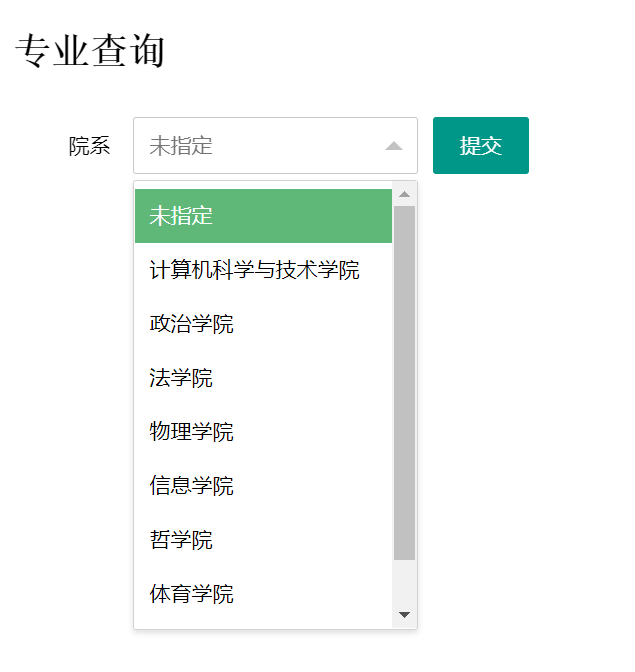 专业查询
院系 未指定 提交
未指定
计算机科学与技术学院
政治学院
法学院
物理学院
信息学院
哲学院
体育学院